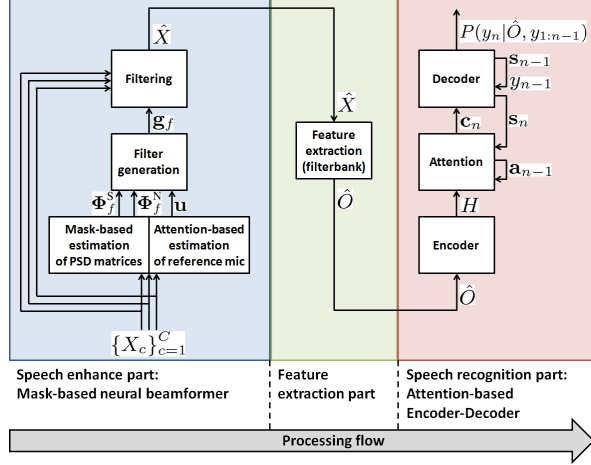 X̂
Filtering
g_f
Filter
generation
Φ_f^S Φ_f^N u
Mask-based
estimation
of PSD matrices
Attention-based
estimation
of reference mic
{X_c}_{c=1}^C
X̂
Feature
extraction
(filterbank)
Ô
P(y_n|Ô, y_{1:n−1})
Decoder
s_{n−1}
y_{n−1}
c_n
s_n
Attention
a_{n−1}
H
Encoder
Ô
Speech enhance part:
Mask-based neural beamformer
Feature
extraction part
Speech recognition part:
Attention-based
Encoder-Decoder
Processing flow